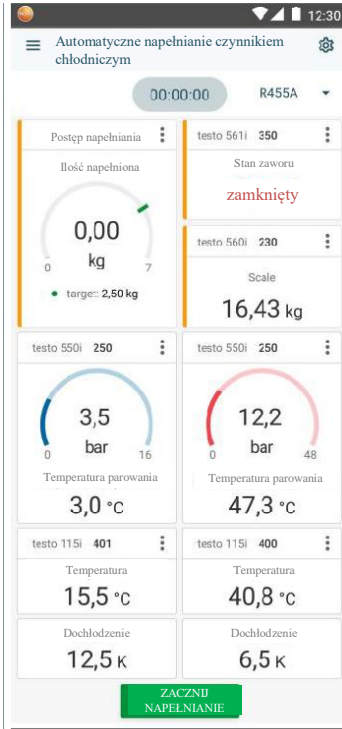 12:30
Automatyczne napełnianie czynnikiem
chłodniczym
00:00:00
R455A
Postęp napełniania
Ilość napełniona
0,00
kg
0
7
target: 2,50 kg
testo 561i 350
Stan zaworu
zamknięty
testo 560i 230
Scale
16,43 kg
testo 550i 250
3,5
bar
0
16
Temperatura parowania
3,0 °C
testo 550i 250
12,2
bar
0
48
Temperatura parowania
47,3 °C
testo 115i 401
Temperatura
15,5 °C
testo 115i 400
Temperatura
40,8 °C
Dochłodzenie
12,5 K
Dochłodzenie
6,5 K
ZACZNIJ
NAPEŁNIANIE